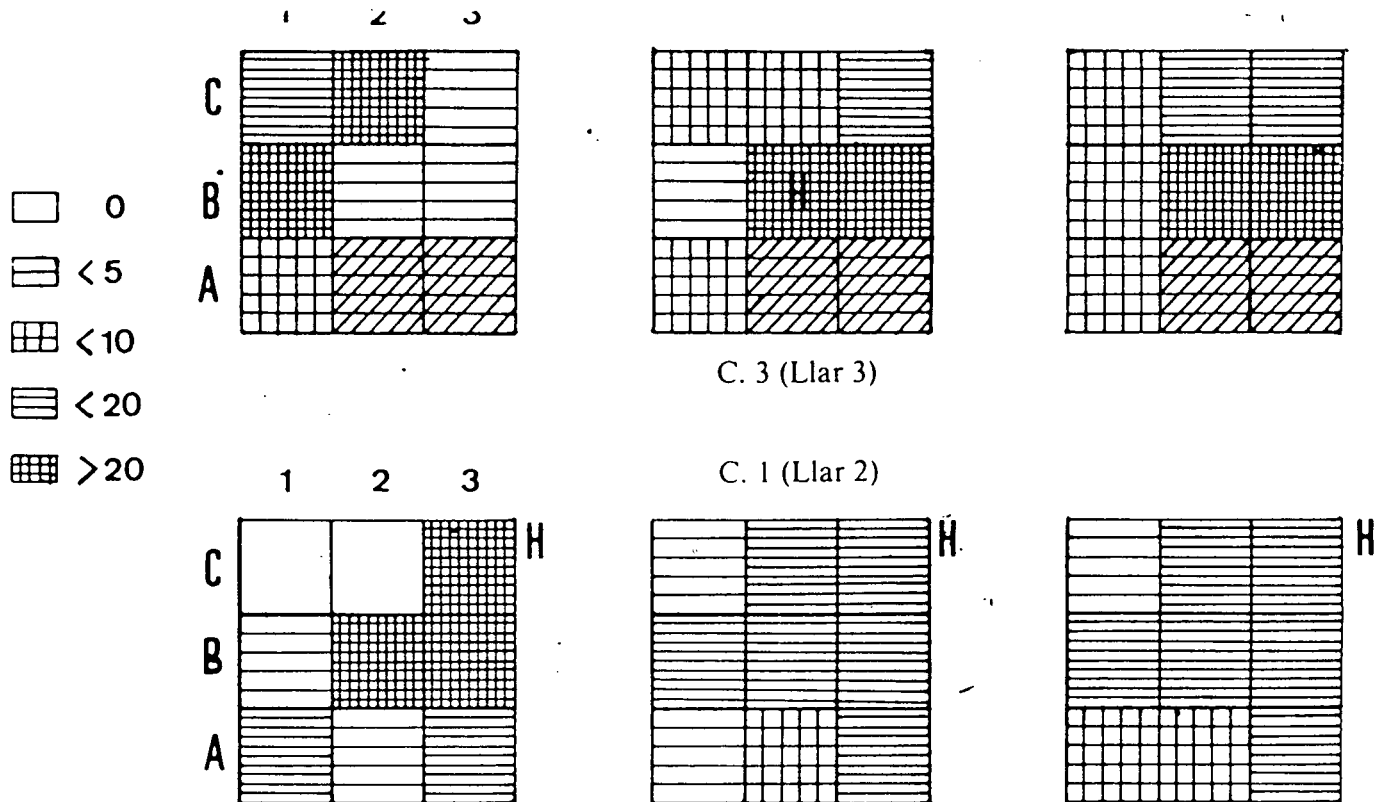 1 2 3
C
B H
A
0
<5
<10
<20
>20
C. 3 (Llar 3)
C. 1 (Llar 2)
1 2 3
C H H H
B
A